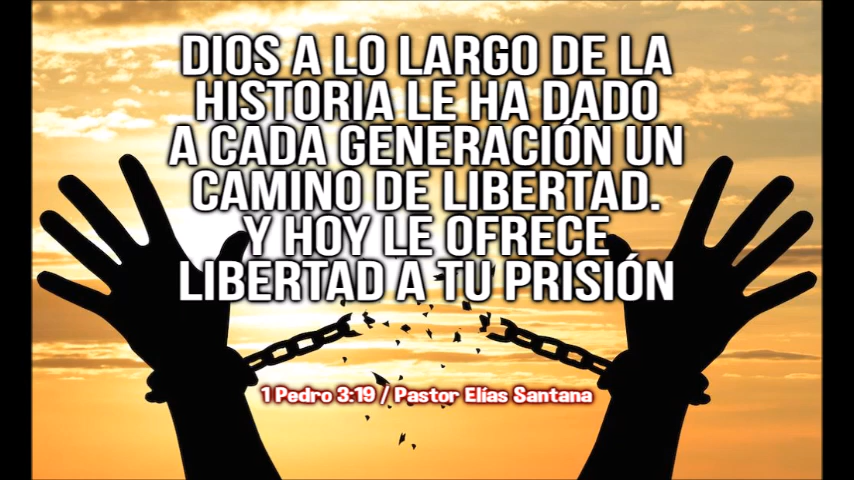 DIOS A LO LARGO DE LA
HISTORIA LE HA DADO
A CADA GENERACIÓN UN
CAMINO DE LIBERTAD.
Y HOY LE OFRECE
LIBERTAD A TU PRISIÓN
1 Pedro 3:19 / Pastor Elías Santana